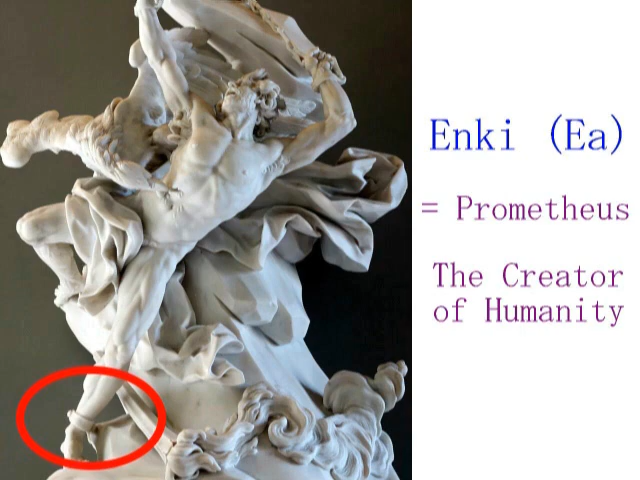 Enki (Ea)
= Prometheus
The Creator
of Humanity